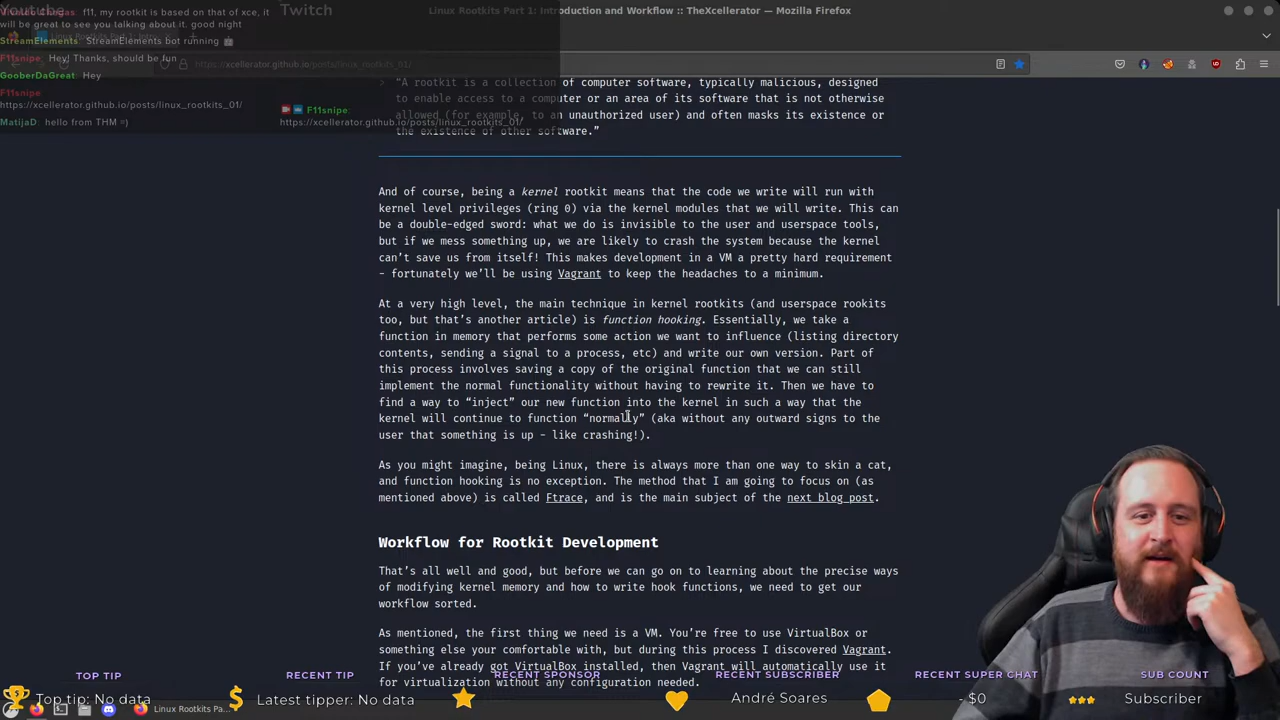 Youtube
Twitch
Linux Rootkits Part 1: Introduction and Workflow :: TheXcellerator — Mozilla Firefox
f11, my rootkit is based on that of xce, it
will be great to see you talking about it. good night
StreamElements: StreamElements bot running
F11snipe: Hey! Thanks, should be fun
GooberDaGreat: Hey
F11snipe
https://xcellerator.github.io/posts/linux_rootkits_01/
MatijaD: hello from THM =)
F11snipe:
https://xcellerator.github.io/posts/linux_rootkits_01/
https://xcellerator.github.io/posts/linux_rootkits_01/
“A rootkit is a collection of computer software, typically malicious, designed
to enable access to a computer or an area of its software that is not otherwise
allowed (for example, to an unauthorized user) and often masks its existence or
the existence of other software.”
And of course, being a kernel rootkit means that the code we write will run with
kernel level privileges (ring 0) via the kernel modules that we will write. This can
be a double-edged sword: what we do is invisible to the user and userspace tools,
but if we mess something up, we are likely to crash the system because the kernel
can’t save us from itself! This makes development in a VM a pretty hard requirement
- fortunately we’ll be using Vagrant to keep the headaches to a minimum.
At a very high level, the main technique in kernel rootkits (and userspace rookits
too, but that’s another article) is function hooking. Essentially, we take a
function in memory that performs some action we want to influence (listing directory
contents, sending a signal to a process, etc) and write our own version. Part of
this process involves saving a copy of the original function that we can still
implement the normal functionality without having to rewrite it. Then we have to
find a way to “inject” our new function into the kernel in such a way that the
kernel will continue to function “normally” (aka without any outward signs to the
user that something is up - like crashing!).
As you might imagine, being Linux, there is always more than one way to skin a cat,
and function hooking is no exception. The method that I am going to focus on (as
mentioned above) is called Ftrace, and is the main subject of the next blog post.
Workflow for Rootkit Development
That’s all well and good, but before we can go on to learning about the precise ways
of modifying kernel memory and how to write hook functions, we need to get our
workflow sorted.
As mentioned, the first thing we need is a VM. You’re free to use VirtualBox or
something else your comfortable with, but during this process I discovered Vagrant.
If you’ve already got VirtualBox installed, then Vagrant will automatically use it
for virtualization without any configuration needed.
TOP TIP
RECENT TIP
RECENT SPONSOR
RECENT SUBSCRIBER
RECENT SUPER CHAT
SUB COUNT
Top tip: No data
Latest tipper: No data
André Soares
- $0
Subscriber
Linux Rootkits Pa...